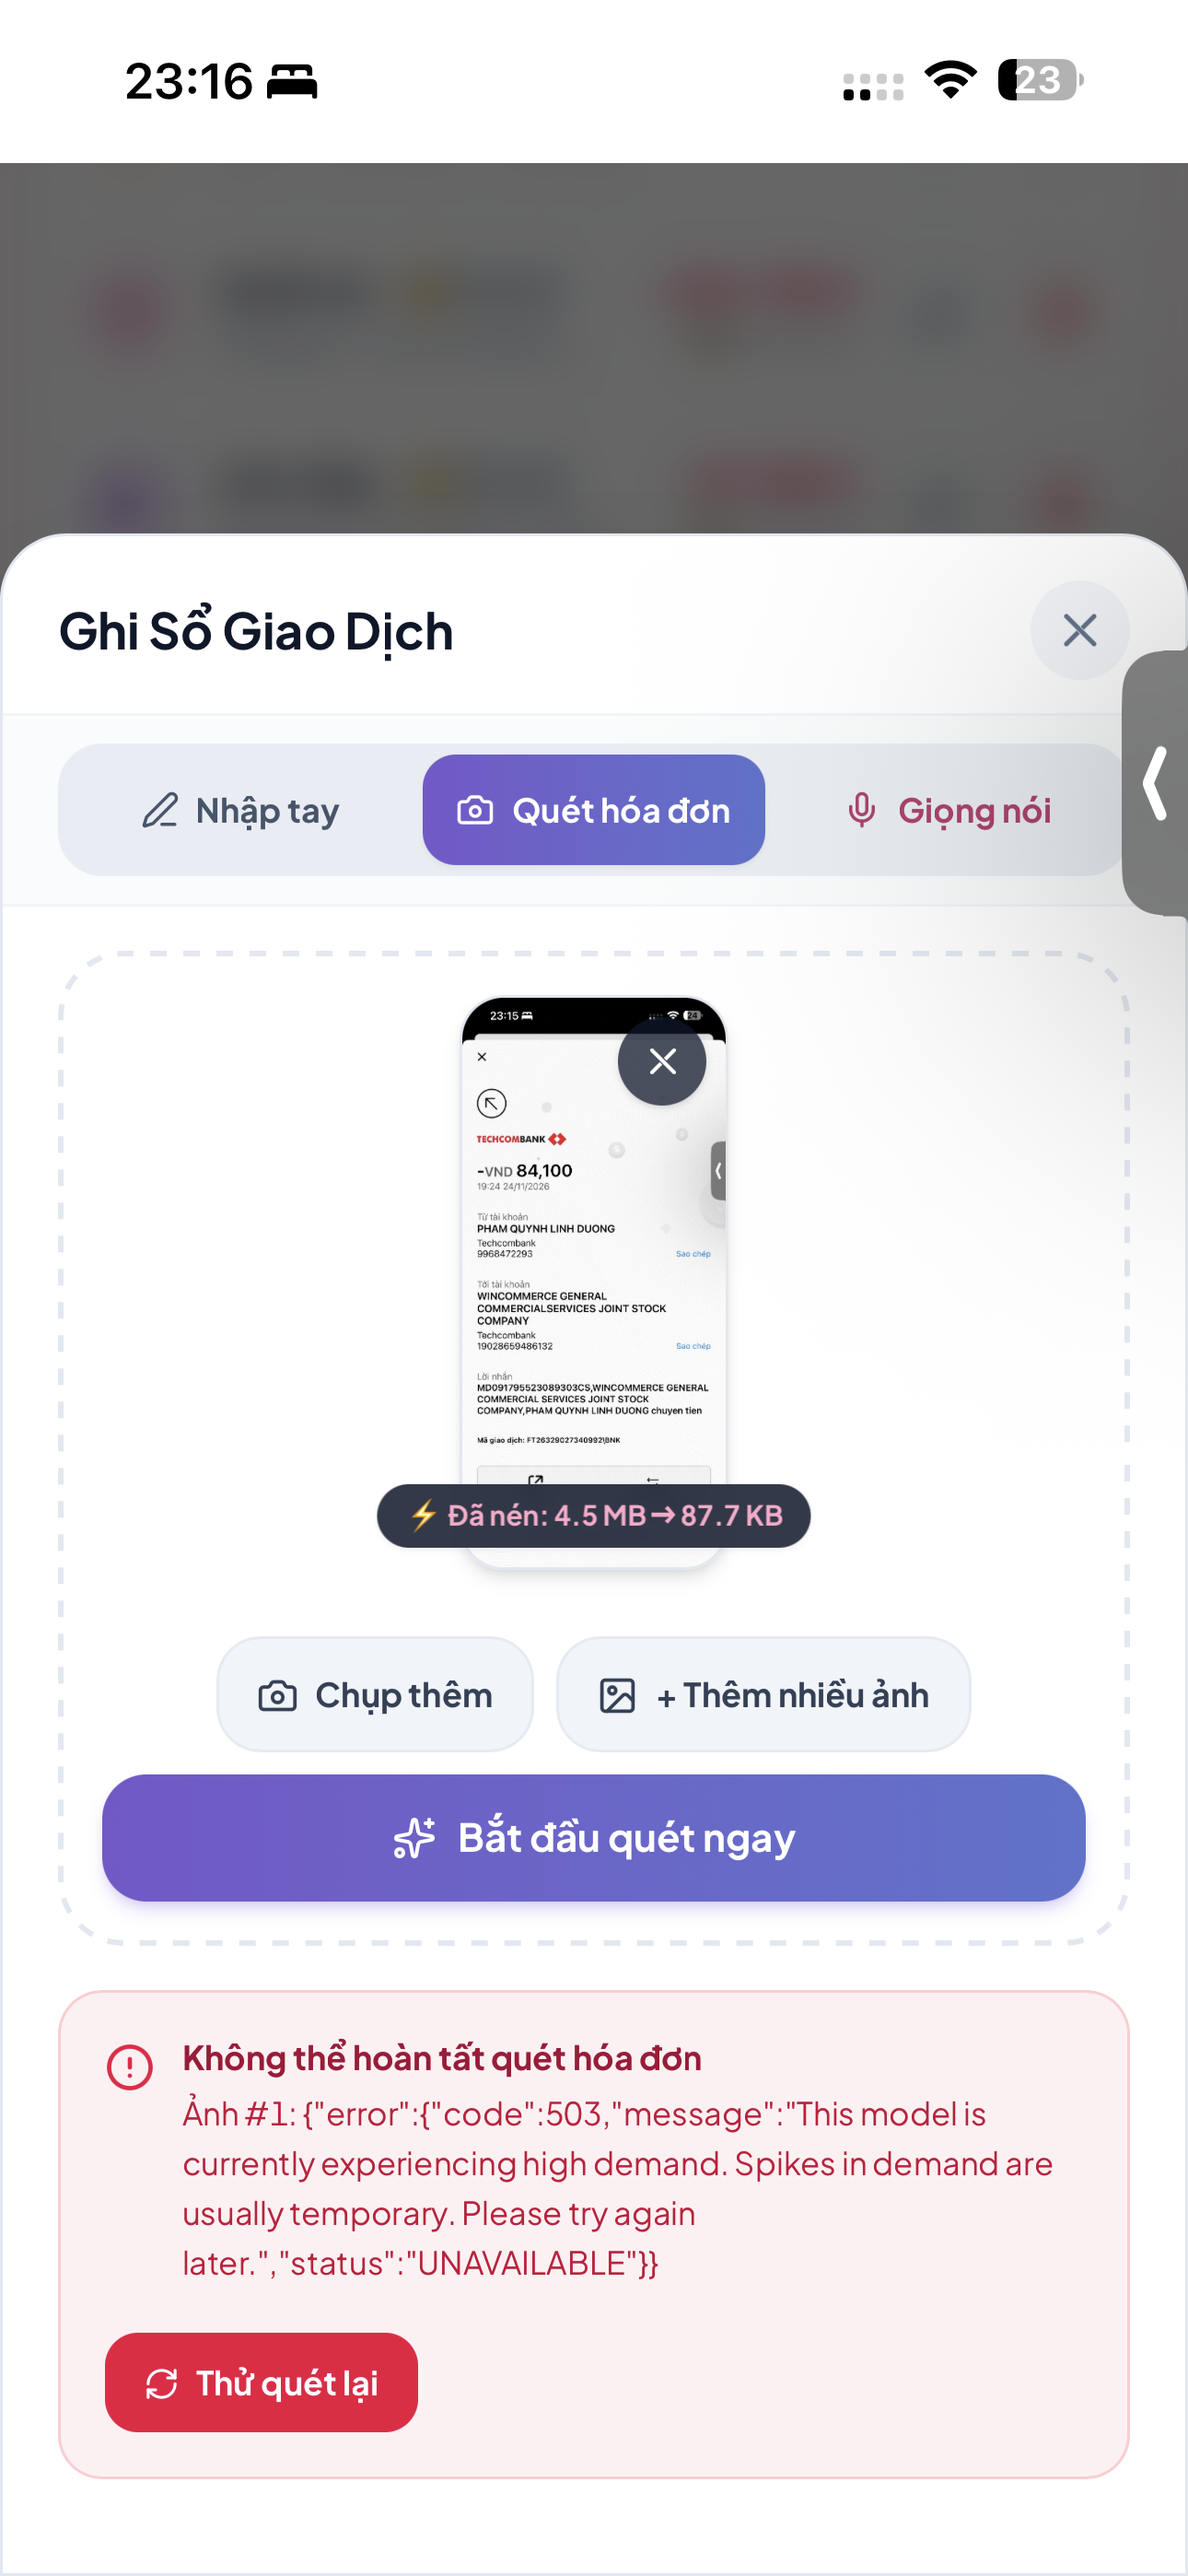 23:16
23
Ghi Sổ Giao Dịch
Nhập tay
Quét hóa đơn
Giọng nói
23:15
24
TECHCOMBANK
-VND 84,100
19:24 24/11/2026
Từ tài khoản
PHAM QUYNH LINH DUONG
Techcombank
9968472293
Sao chép
Tới tài khoản
WINCOMMERCE GENERAL
COMMERCIALSERVICES JOINT STOCK
COMPANY
Techcombank
19028659486132
Sao chép
Lời nhắn
MD091795523089303CS,WINCOMMERCE GENERAL
COMMERCIAL SERVICES JOINT STOCK
COMPANY,PHAM QUYNH LINH DUONG chuyen tien
Mã giao dịch: FT26329027340992\BNK
⚡ Đã nén: 4.5 MB → 87.7 KB
Chụp thêm
+ Thêm nhiều ảnh
Bắt đầu quét ngay
Không thể hoàn tất quét hóa đơn
Ảnh #1: {"error":{"code":503,"message":"This model is
currently experiencing high demand. Spikes in demand are
usually temporary. Please try again
later.","status":"UNAVAILABLE"}}
Thử quét lại